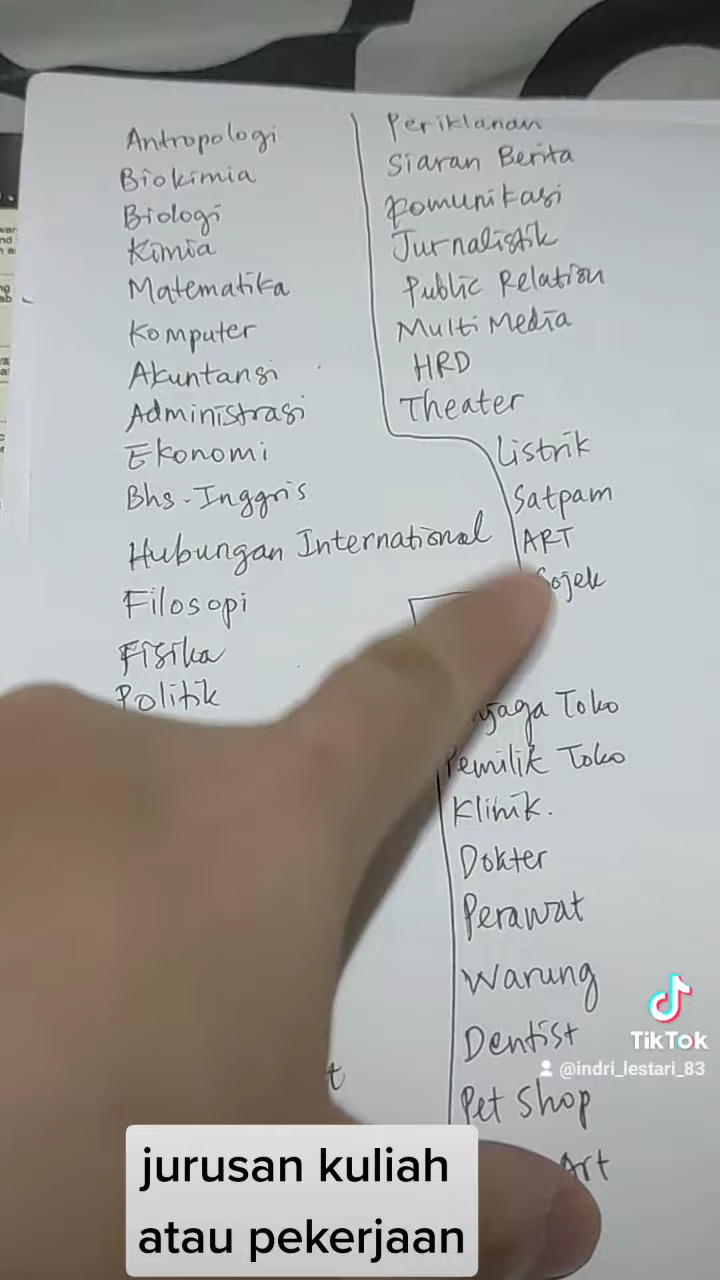 Antropologi
Biokimia
Biologi
Kimia
Matematika
Komputer
Akuntansi
Administrasi
Ekonomi
Bhs-Inggris
Hubungan International
Filosopi
Fisika
Politik
Periklanan
Siaran Berita
Komunikasi
Jurnalistik
Public Relation
Multi Media
HRD
Theater
Listrik
Satpam
ART
Toko
Pemilik Toko
Klinik.
Dokter
Perawat
Warung
Dentist
Pet Shop
Art
TikTok
@indri_lestari_83
jurusan kuliah
atau pekerjaan